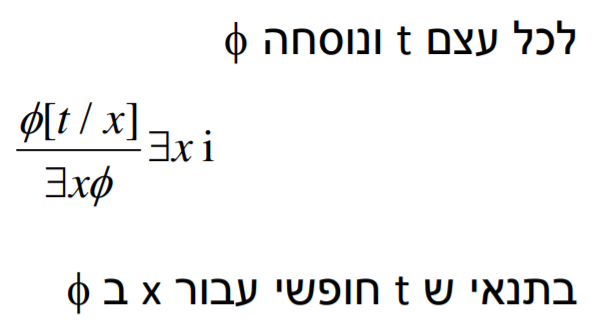 לכל עצם t ונוסחה ϕ
ϕ[t / x]
∃x i
∃xϕ
בתנאי ש t חופשי עבור x ב ϕ